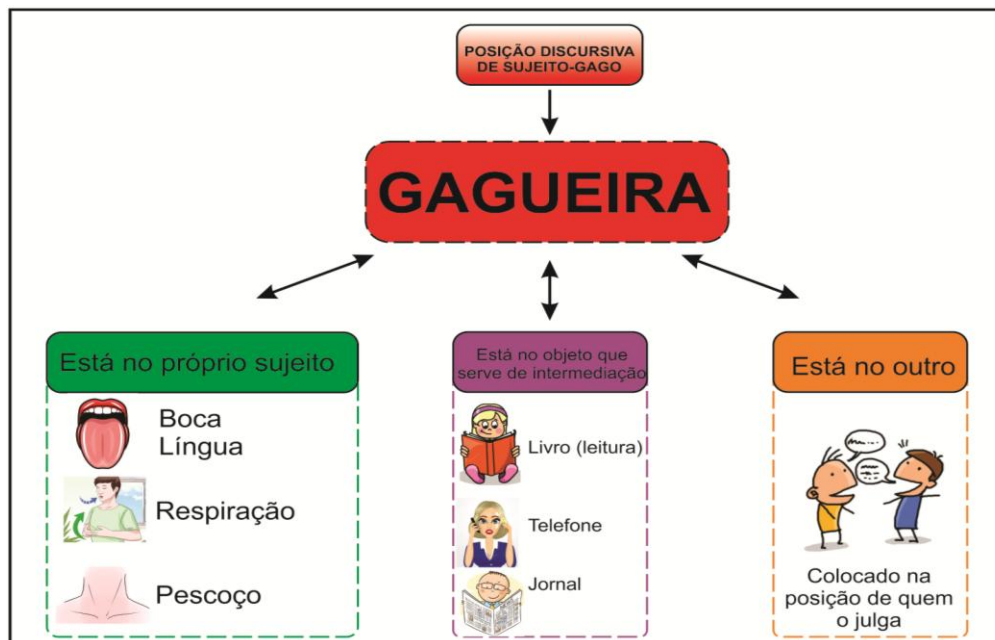 POSIÇÃO DISCURSIVA
DE SUJEITO-GAGO
GAGUEIRA
Está no próprio sujeito
Boca
Língua
Respiração
Pescoço
Está no objeto que
serve de intermediação
Livro (leitura)
Telefone
Jornal
Está no outro
Colocado na
posição de quem
o julga